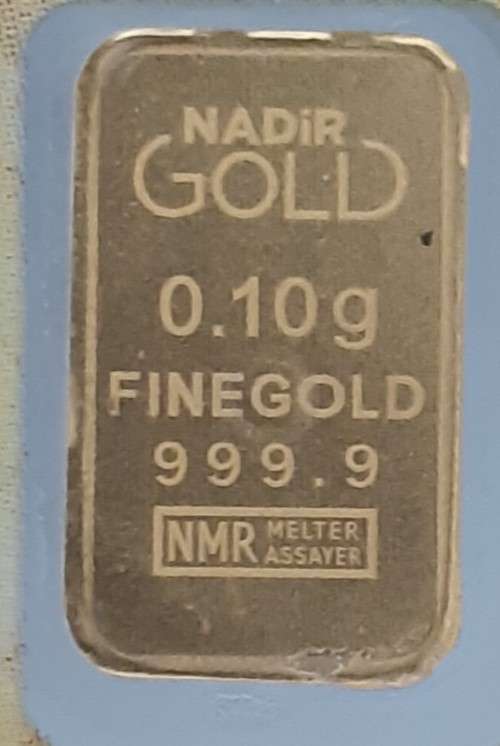 NADiR
GOLD
0.10g
FINEGOLD
999.9
NMR MELTER
ASSAYER